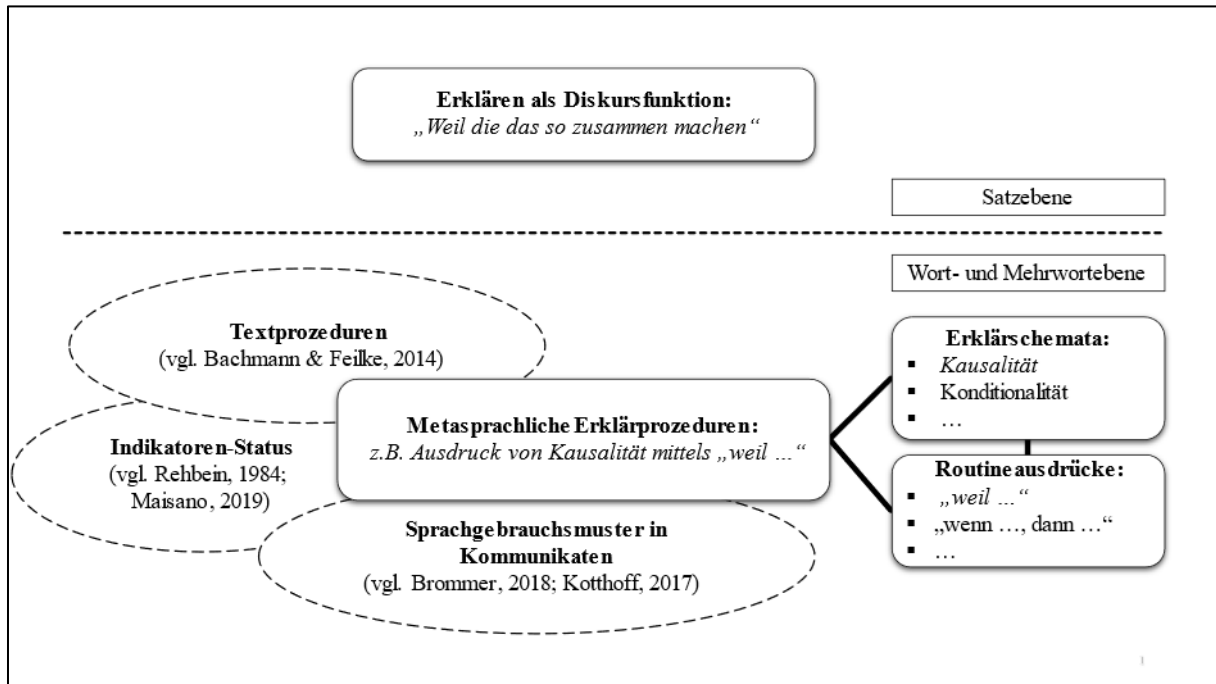 Erklären als Diskursfunktion:
„Weil die das so zusammen machen“
Satzebene
Wort- und Mehrwortebene
Textprozeduren
(vgl. Bachmann & Feilke, 2014)
Indikatoren-Status
(vgl. Rehbein, 1984;
Maisano, 2019)
Metasprachliche Erklärprozeduren:
z.B. Ausdruck von Kausalität mittels „weil …“
Sprachgebrauchsmuster in
Kommunikaten
(vgl. Brommer, 2018; Kotthoff, 2017)
Erklärschemata:
▪ Kausalität
▪ Konditionalität
▪ …
Routineausdrücke:
▪ „weil …“
▪ „wenn …, dann …“
▪ …
1